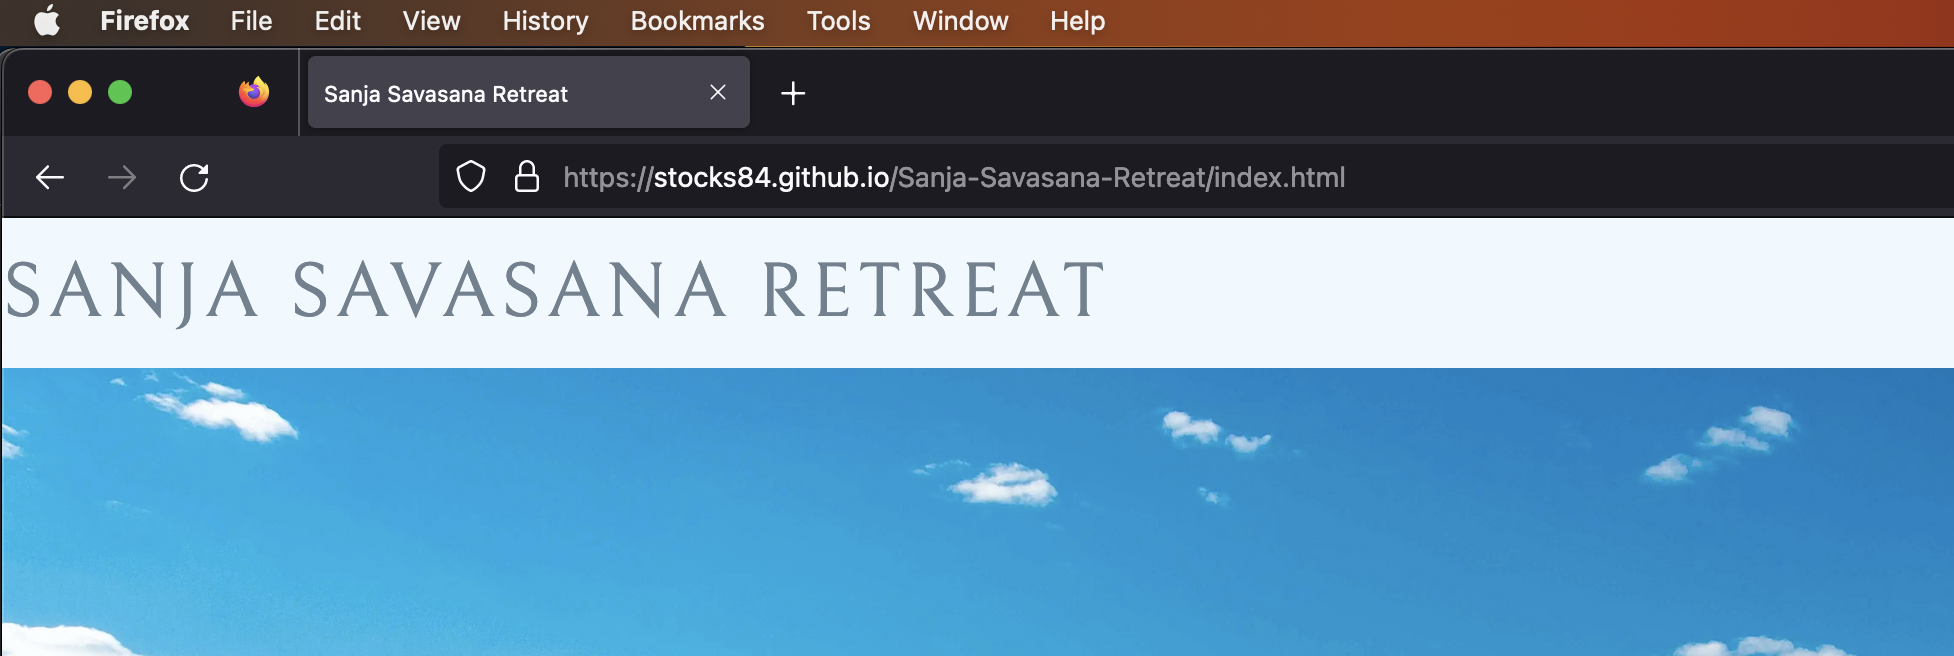 Firefox File Edit View History Bookmarks Tools Window Help
Sanja Savasana Retreat
https://stocks84.github.io/Sanja-Savasana-Retreat/index.html
SANJA SAVASANA RETREAT